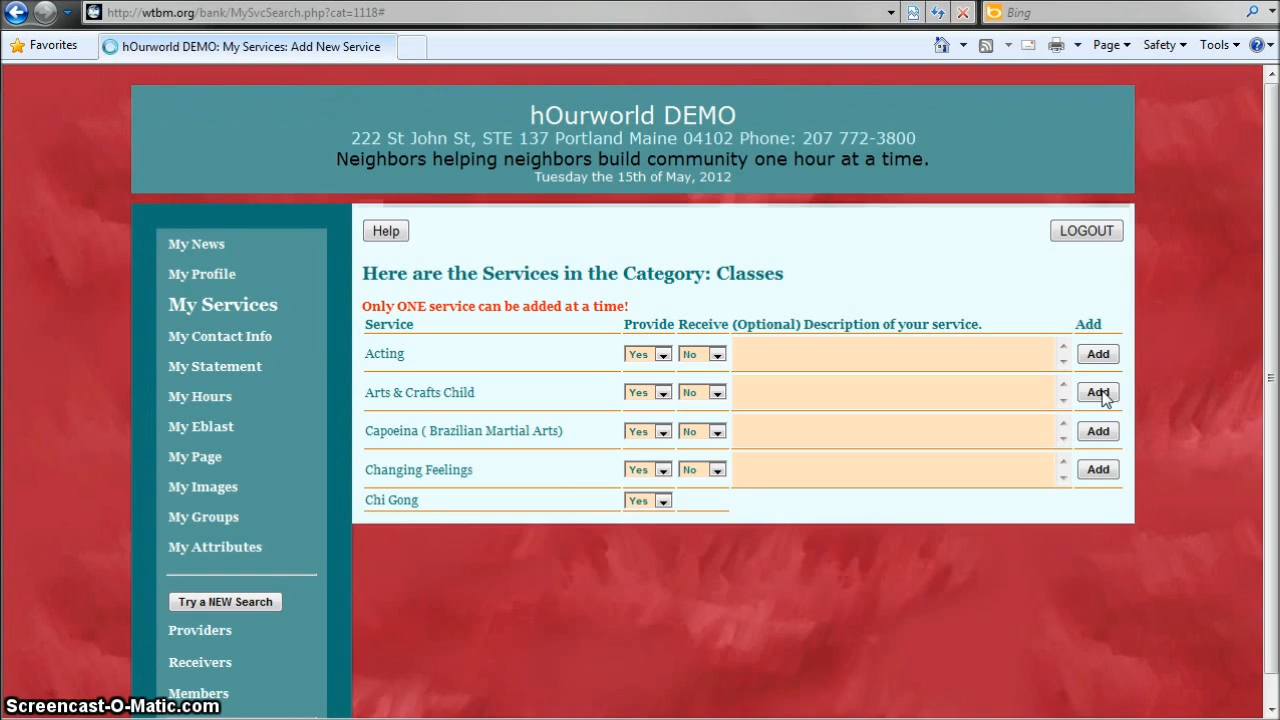 http://wtbm.org/bank/MySvcSearch.php?cat=1118#
Bing
Favorites
hOurworld DEMO: My Services: Add New Service
Page
Safety
Tools
hOurworld DEMO
222 St John St, STE 137 Portland Maine 04102 Phone: 207 772-3800
Neighbors helping neighbors build community one hour at a time.
Tuesday the 15th of May, 2012
My News
My Profile
My Services
My Contact Info
My Statement
My Hours
My Eblast
My Page
My Images
My Groups
My Attributes
Try a NEW Search
Providers
Receivers
Members
Help
LOGOUT
Here are the Services in the Category: Classes
Only ONE service can be added at a time!
Service Provide Receive (Optional) Description of your service. Add
Acting Yes No Add
Arts & Crafts Child Yes No Add
Capoeina ( Brazilian Martial Arts) Yes No Add
Changing Feelings Yes No Add
Chi Gong Yes
Screencast-O-Matic.com